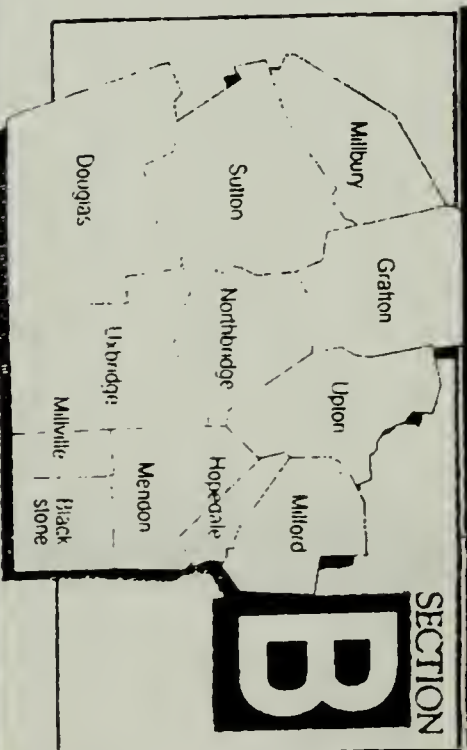 SECTION
B
Millbury
Grafton
Sutton
Upton
Milford
Northbridge
Hopedale
Douglas
Uxbridge
Mendon
Millville
Black
stone